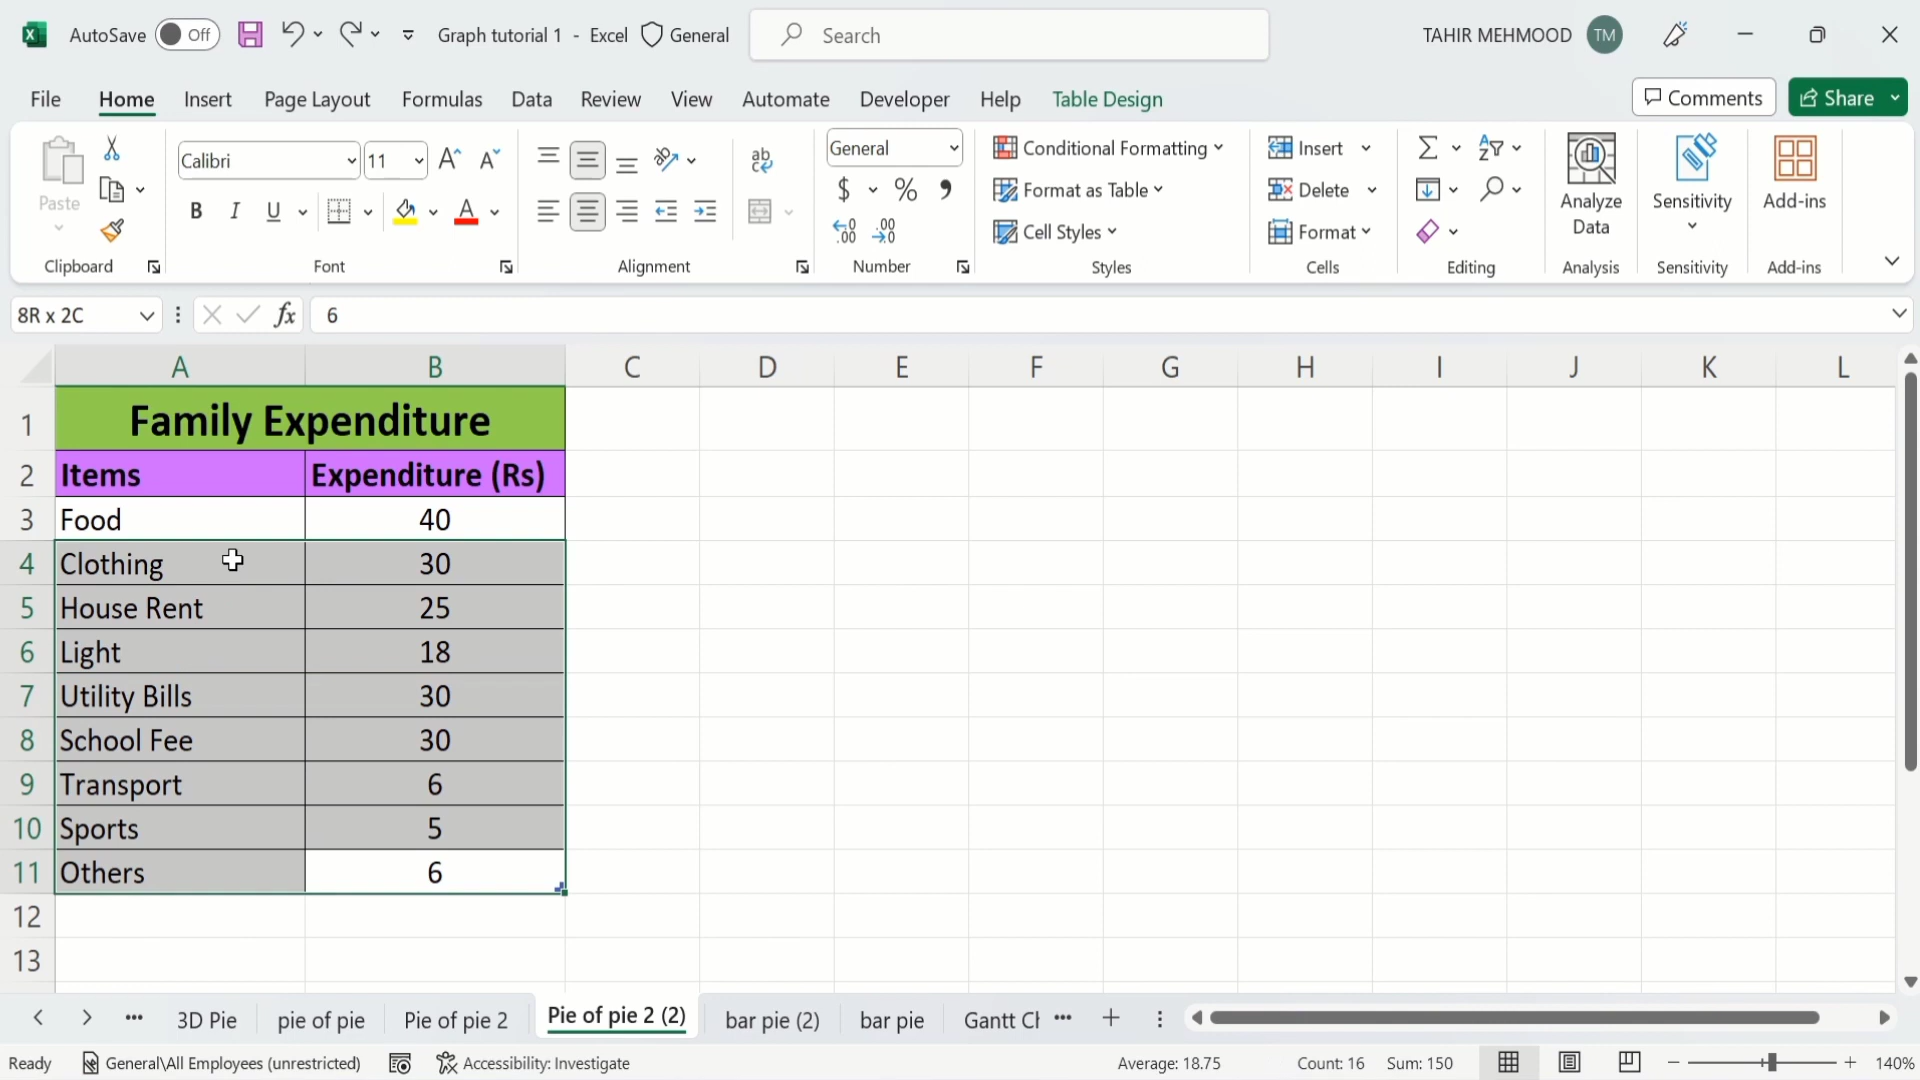 AutoSave Off Graph tutorial 1 - Excel General Search TAHIR MEHMOOD TM
File Home Insert Page Layout Formulas Data Review View Automate Developer Help Table Design Comments Share
Paste
Clipboard
Calibri 11
B I U A
Font
ab
Alignment
General
$ % ,
Number
Conditional Formatting
Format as Table
Cell Styles
Styles
Insert
Delete
Format
Cells
Editing
Analyze
Data
Analysis
Sensitivity
Sensitivity
Add-ins
Add-ins
8R x 2C fx 6
A B C D E F G H I J K L
1 Family Expenditure
2 Items Expenditure (Rs)
3 Food 40
4 Clothing 30
5 House Rent 25
6 Light 18
7 Utility Bills 30
8 School Fee 30
9 Transport 6
10 Sports 5
11 Others 6
12
13
3D Pie pie of pie Pie of pie 2 Pie of pie 2 (2) bar pie (2) bar pie Gantt Cł
Ready General\All Employees (unrestricted) Accessibility: Investigate Average: 18.75 Count: 16 Sum: 150 140%